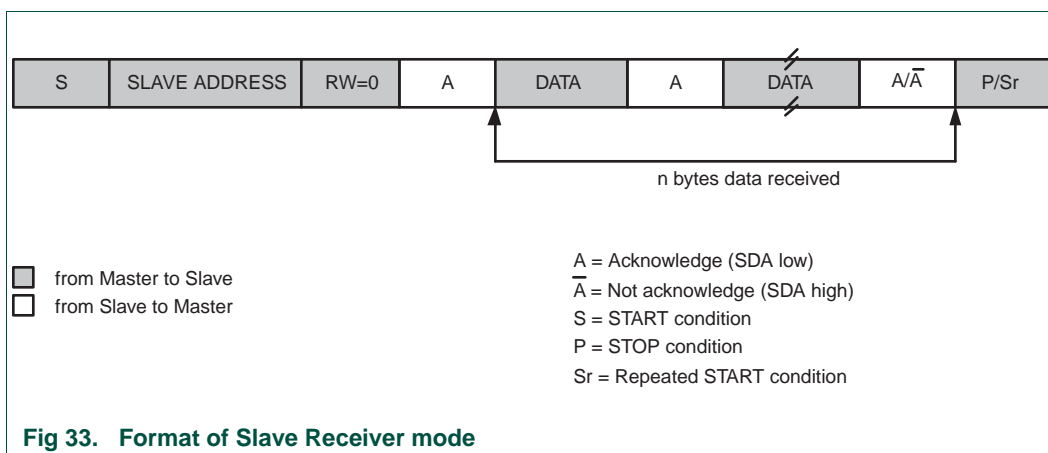 S SLAVE ADDRESS RW=0 A DATA A DATA A/A̅ P/Sr
n bytes data received
from Master to Slave
from Slave to Master
A = Acknowledge (SDA low)
A̅ = Not acknowledge (SDA high)
S = START condition
P = STOP condition
Sr = Repeated START condition
Fig 33. Format of Slave Receiver mode